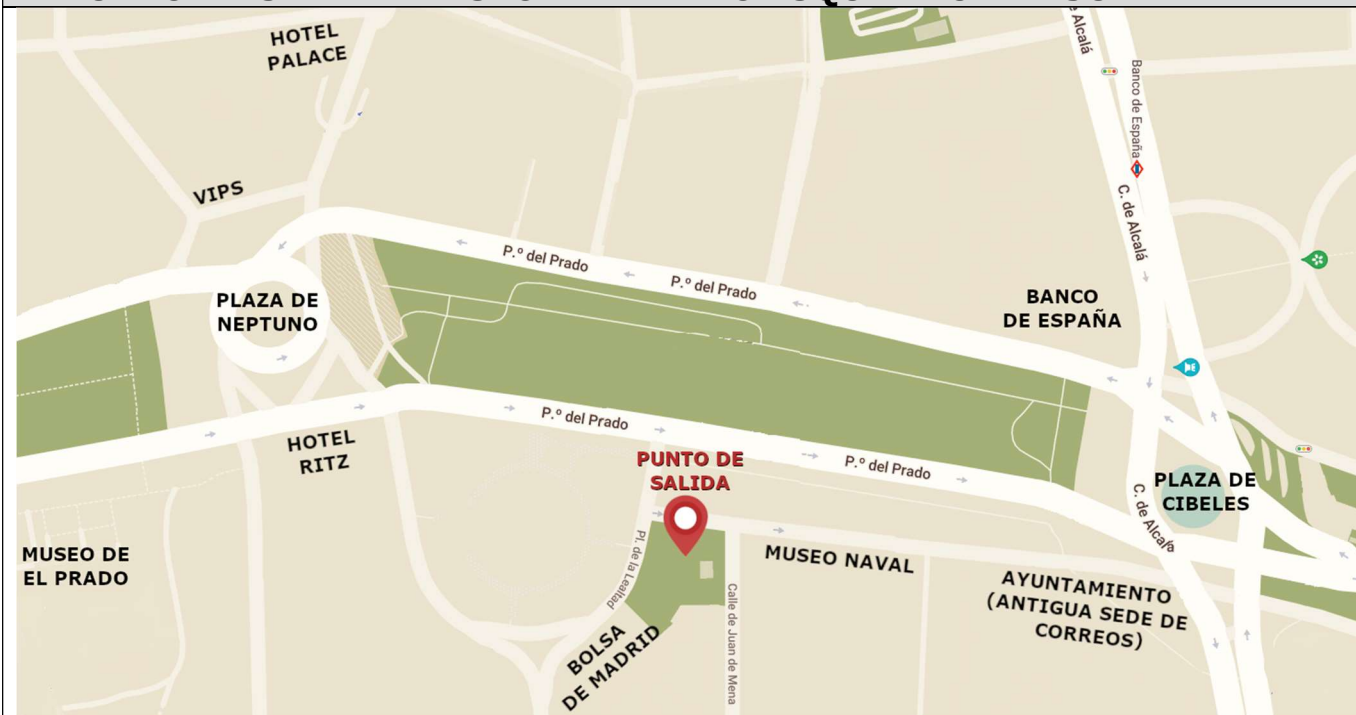 HOTEL
PALACE
e Alcalá
Banco de España
VIPS
C. de Alcalá
P.º del Prado
P.º del Prado
PLAZA DE
NEPTUNO
BANCO
DE ESPAÑA
P.º del Prado
HOTEL
RITZ
PUNTO DE
SALIDA
P.º del Prado
PLAZA DE
CIBELES
C. de Alcalá
MUSEO DE
EL PRADO
Pl. de la Lealtad
MUSEO NAVAL
Calle de Juan de Mena
AYUNTAMIENTO
(ANTIGUA SEDE DE
CORREOS)
BOLSA
DE MADRID